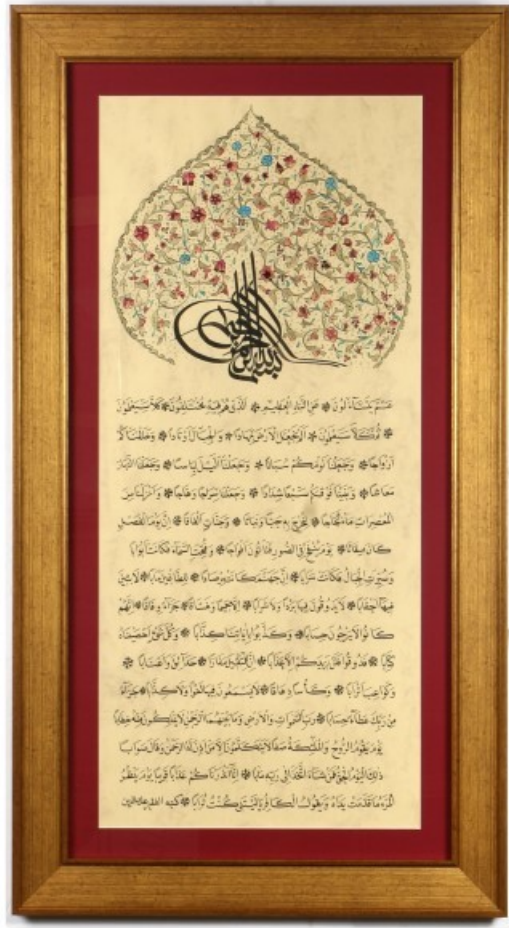 بسم الله الرحمن الرحيم
عم يتساءلون عن النبإ العظيم الذي هم فيه مختلفون كلا سيعلمون
ثم كلا سيعلمون ألم نجعل الأرض مهادا والجبال أوتادا وخلقناكم
أزواجا وجعلنا نومكم سباتا وجعلنا الليل لباسا وجعلنا النهار
معاشا وبنينا فوقكم سبعا شدادا وجعلنا سراجا وهاجا وأنزلنا من
المعصرات ماء ثجاجا لنخرج به حبا ونباتا وجنات ألفافا إن يوم الفصل
كان ميقاتا يوم ينفخ في الصور فتأتون أفواجا وفتحت السماء فكانت أبوابا
وسيرت الجبال فكانت سرابا إن جهنم كانت مرصادا للطاغين مآبا لابثين
فيها أحقابا لا يذوقون فيها بردا ولا شرابا إلا حميما وغساقا جزاء وفاقا إنهم
كانوا لا يرجون حسابا وكذبوا بآياتنا كذابا وكل شيء أحصيناه
كتابا فذوقوا فلن نزيدكم إلا عذابا إن للمتقين مفازا حدائق وأعنابا
وكواعب أترابا وكأسا دهاقا لا يسمعون فيها لغوا ولا كذابا جزاء
من ربك عطاء حسابا رب السموات والأرض وما بينهما الرحمن لا يملكون منه خطابا
يوم يقوم الروح والملئكة صفا لا يتكلمون إلا من أذن له الرحمن وقال صوابا
ذلك اليوم الحق فمن شاء اتخذ إلى ربه مآبا إنا أنذرناكم عذابا قريبا يوم ينظر
المرء ما قدمت يداه ويقول الكافر يا ليتني كنت ترابا كتبه